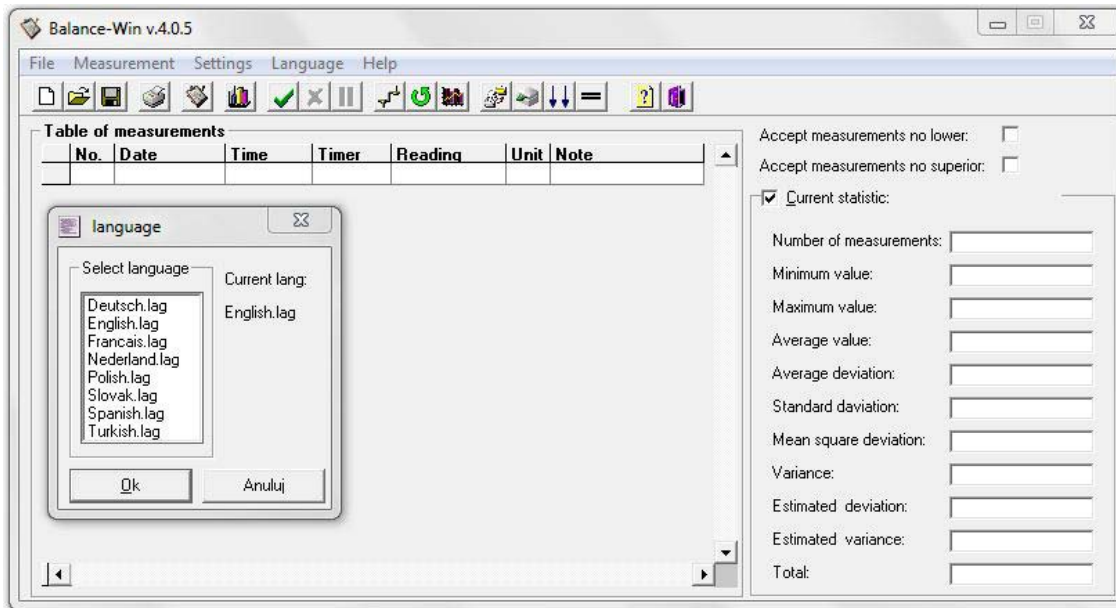 Balance-Win v.4.0.5
File Measurement Settings Language Help
Table of measurements
No. Date Time Timer Reading Unit Note
language
Select language
Deutsch.lag
English.lag
Francais.lag
Nederland.lag
Polish.lag
Slovak.lag
Spanish.lag
Turkish.lag
Current lang:
English.lag
Ok Anuluj
Accept measurements no lower:
Accept measurements no superior:
Current statistic:
Number of measurements:
Minimum value:
Maximum value:
Average value:
Average deviation:
Standard daviation:
Mean square deviation:
Variance:
Estimated deviation:
Estimated variance:
Total: